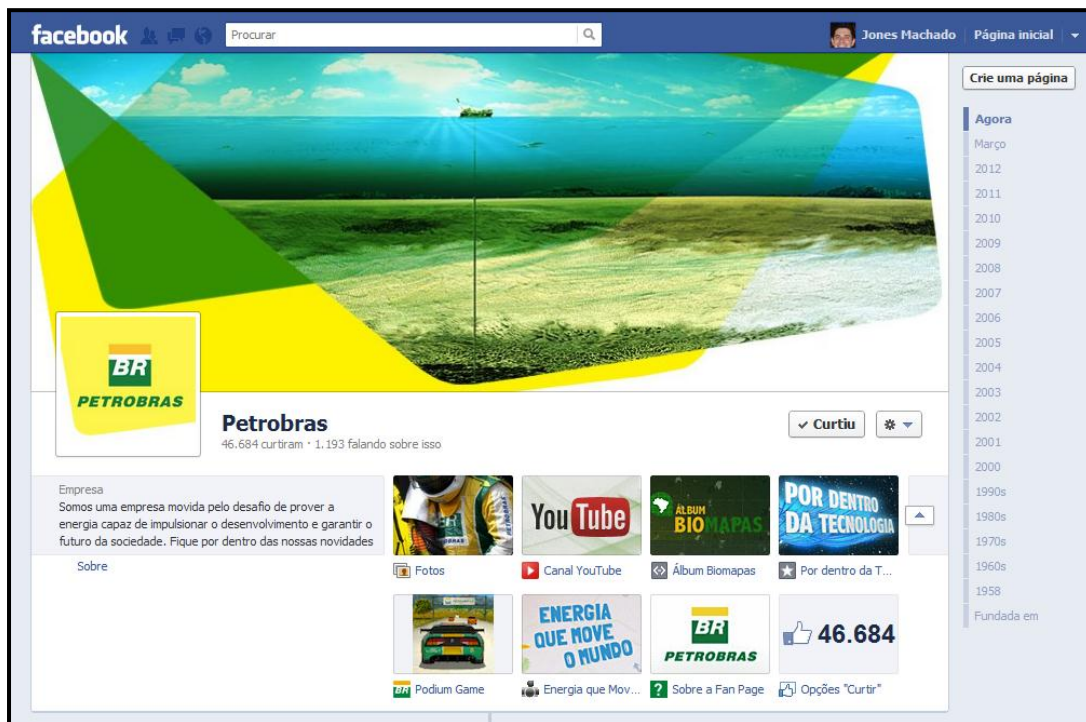 facebook
Procurar
Jones Machado
Página inicial
Crie uma página
Agora
Março
2012
2011
2010
2009
2008
2007
2006
2005
2004
2003
2002
2001
2000
1990s
1980s
1970s
1960s
1958
Fundada em
BR
PETROBRAS
Petrobras
46.684 curtiram · 1.193 falando sobre isso
Curtiu
Empresa
Somos uma empresa movida pelo desafio de prover a
energia capaz de impulsionar o desenvolvimento e garantir o
futuro da sociedade. Fique por dentro das nossas novidades
Sobre
BR
YouTube
ÁLBUM
BIOMAPAS
POR DENTRO
DA TECNOLOGIA
Fotos
Canal YouTube
Álbum Biomapas
Por dentro da T...
ENERGIA
QUE MOVE
O MUNDO
BR
PETROBRAS
46.684
BR
Podium Game
Energia que Mov...
?
Sobre a Fan Page
Opções "Curtir"